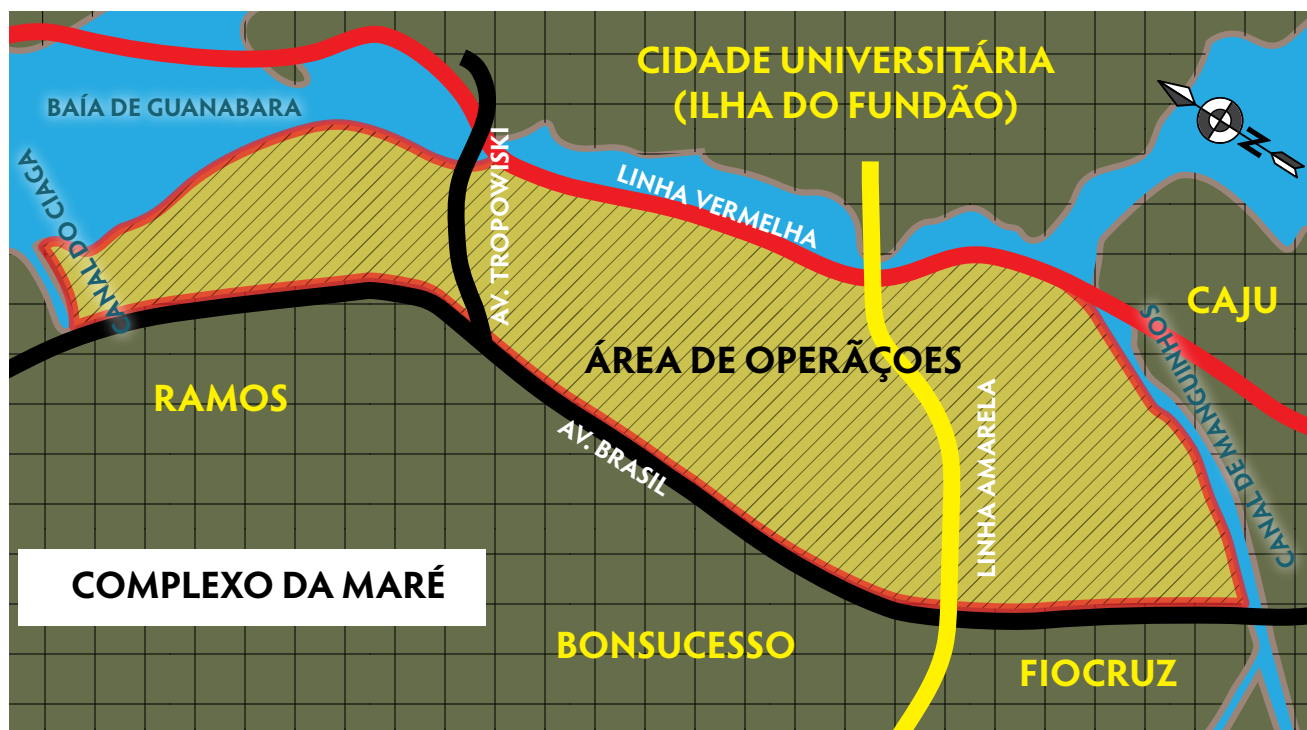 CIDADE UNIVERSITÁRIA
(ILHA DO FUNDÃO)
BAÍA DE GUANABARA
N
CANAL DO CIAGA
AV. TROPOWISKI
LINHA VERMELHA
CAJU
ÁREA DE OPERÃÇOES
RAMOS
AV. BRASIL
LINHA AMARELA
CANAL DE MANGUINHOS
COMPLEXO DA MARÉ
BONSUCESSO
FIOCRUZ